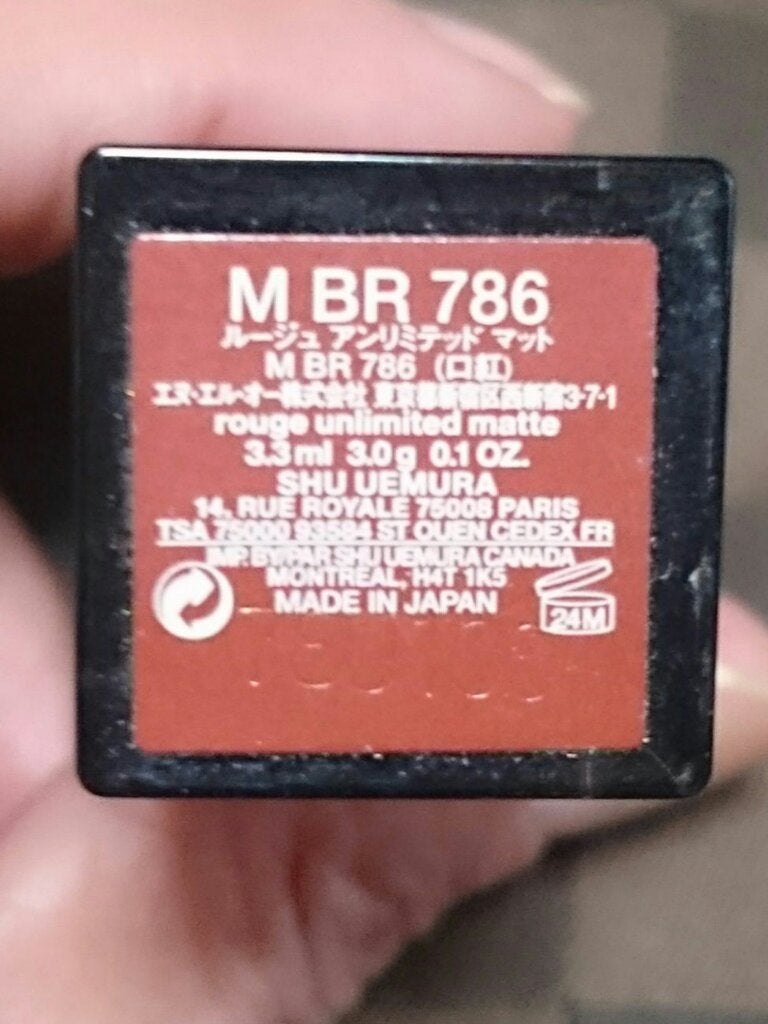 M BR 786
ルージュ アンリミテッド マット
M BR 786 (口紅)
エヌ・エル・オー株式会社 東京都新宿区西新宿3-7-1
rouge unlimited matte
3.3 ml 3.0 g 0.1 OZ.
SHU UEMURA
14, RUE ROYALE 75008 PARIS
TSA 75000 93584 ST OUEN CEDEX FR
IMP. BY/PAR SHU UEMURA CANADA
MONTREAL, H4T 1K5
MADE IN JAPAN
24M